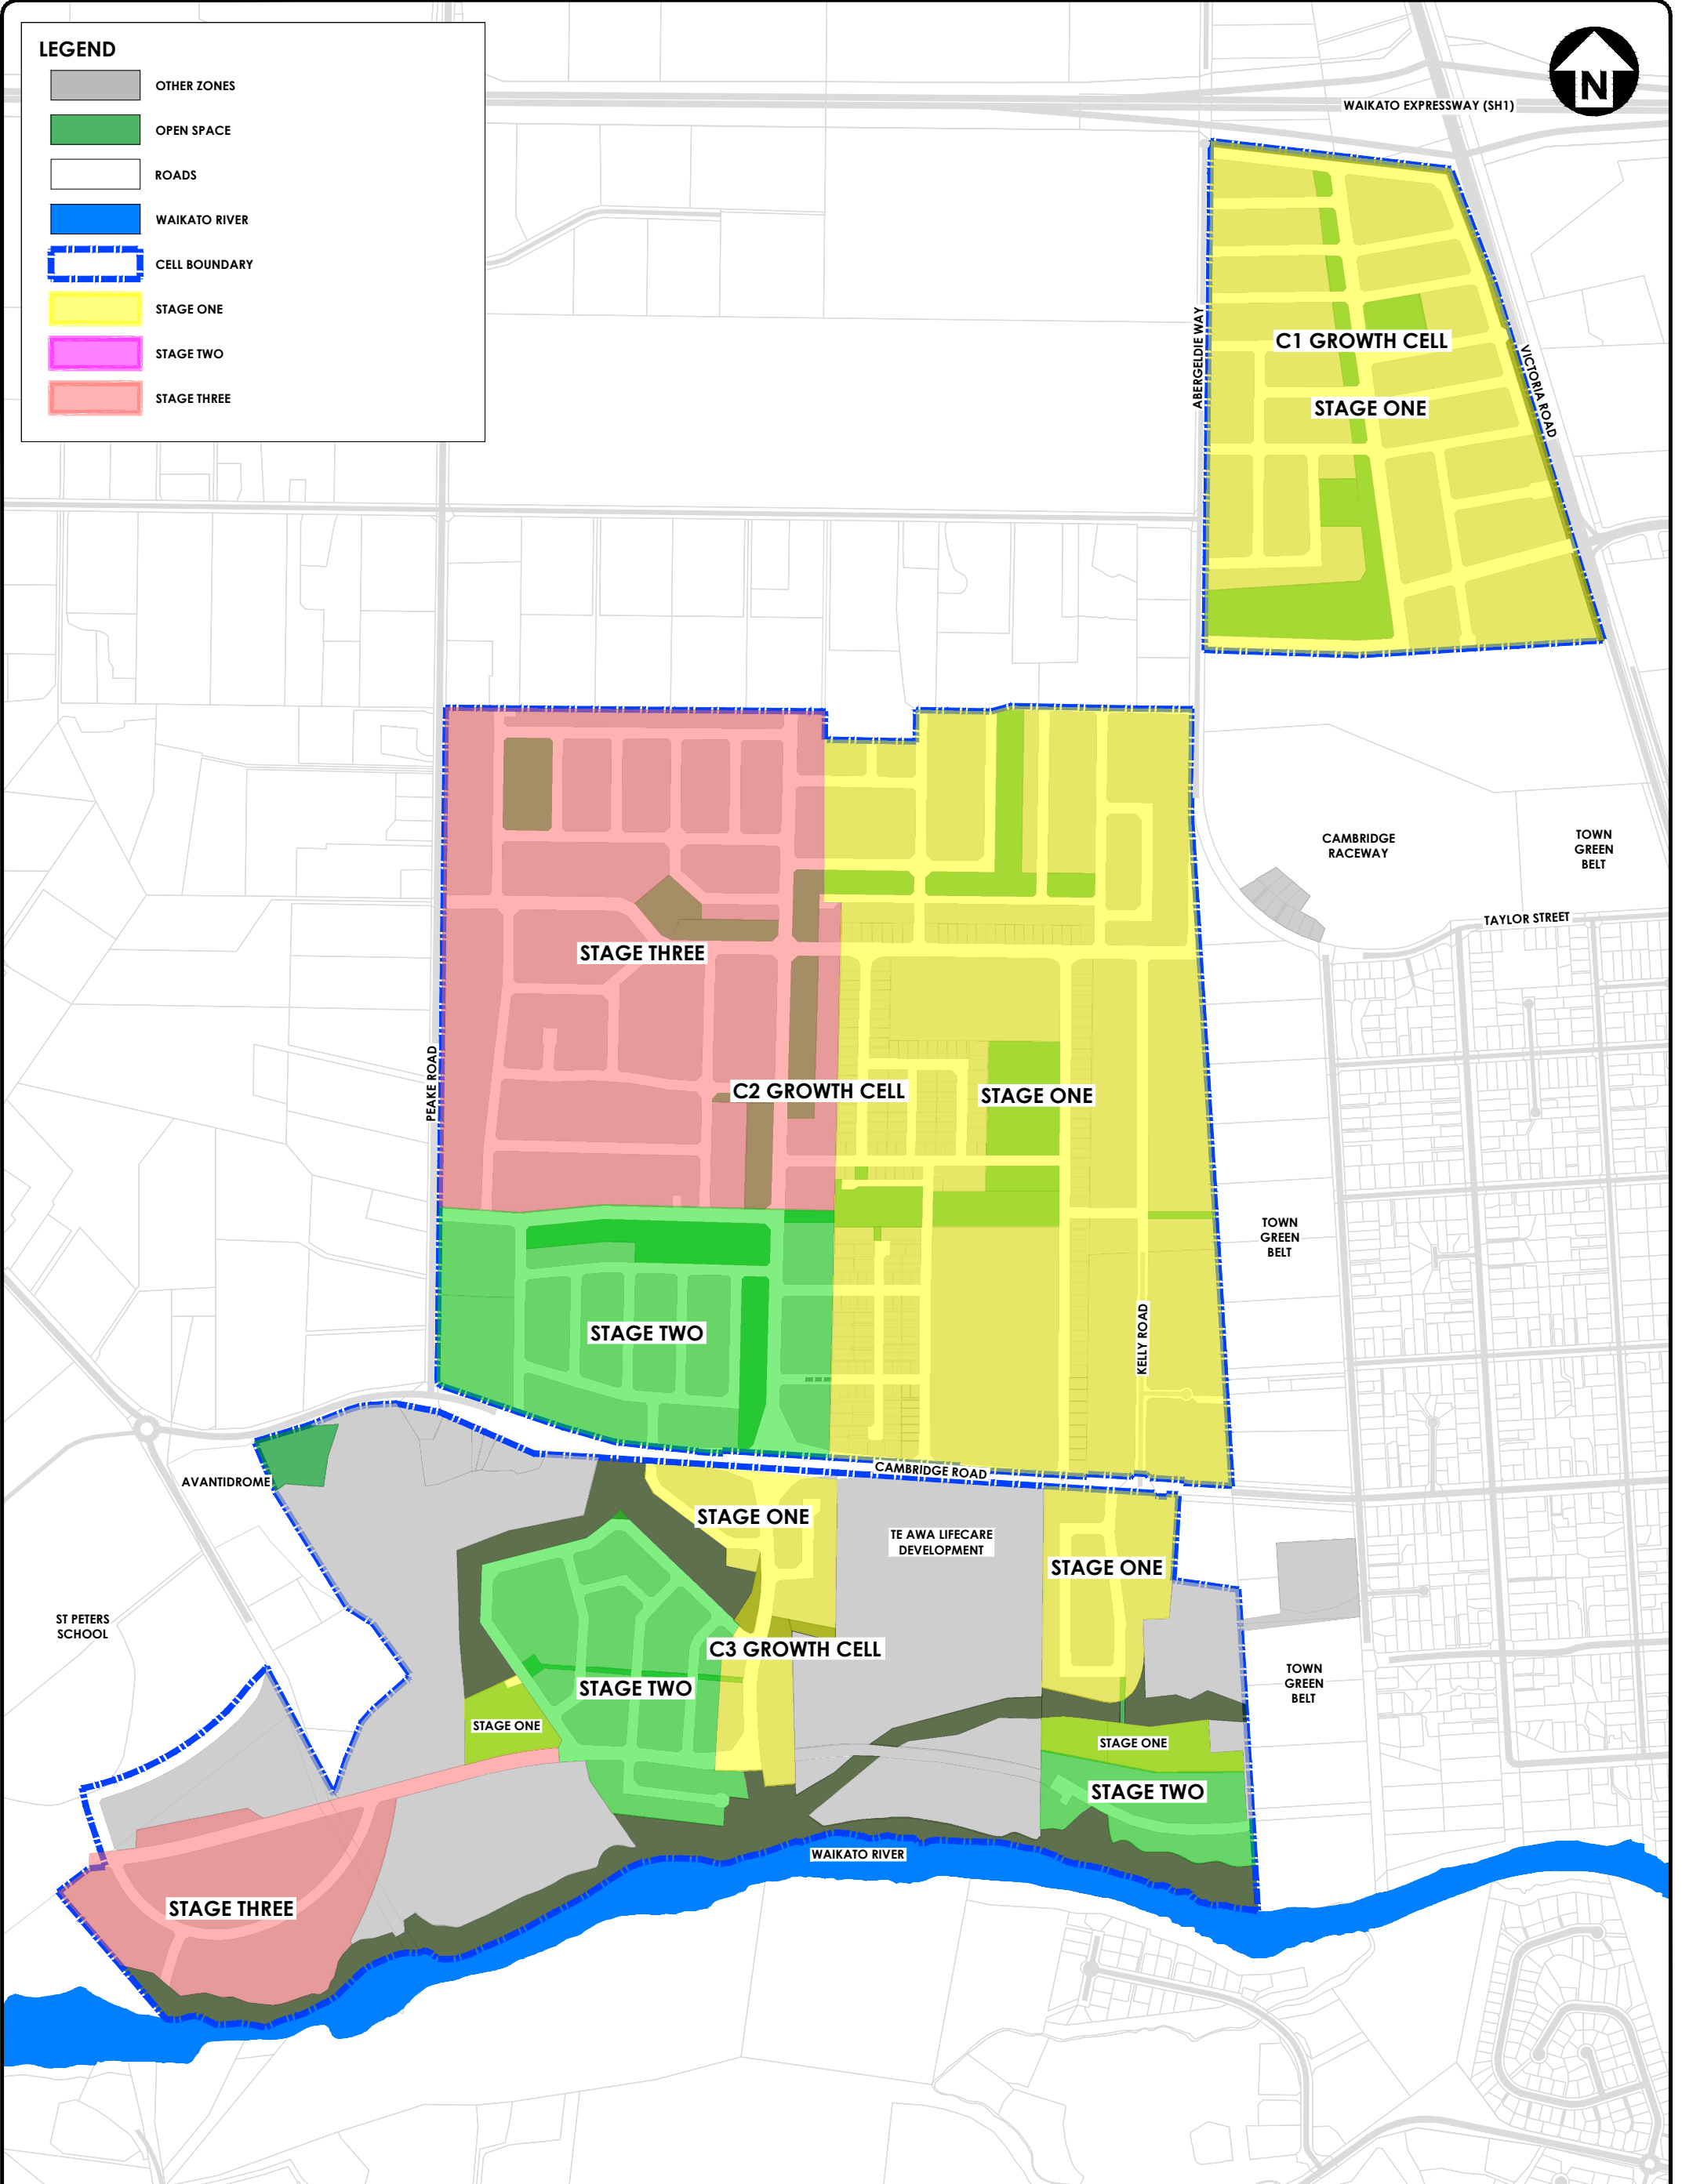 LEGEND
OTHER ZONES
OPEN SPACE
ROADS
WAIKATO RIVER
CELL BOUNDARY
STAGE ONE
STAGE TWO
STAGE THREE
N
WAIKATO EXPRESSWAY (SH1)
ABERGELDIE WAY
C1 GROWTH CELL
STAGE ONE
VICTORIA ROAD
CAMBRIDGE
RACEWAY
TOWN
GREEN
BELT
TAYLOR STREET
STAGE THREE
PEAKE ROAD
C2 GROWTH CELL
STAGE ONE
TOWN
GREEN
BELT
STAGE TWO
KELLY ROAD
CAMBRIDGE ROAD
AVANTIDROME
STAGE ONE
TE AWA LIFECARE
DEVELOPMENT
STAGE ONE
ST PETERS
SCHOOL
C3 GROWTH CELL
STAGE TWO
TOWN
GREEN
BELT
STAGE ONE
STAGE ONE
STAGE TWO
WAIKATO RIVER
STAGE THREE